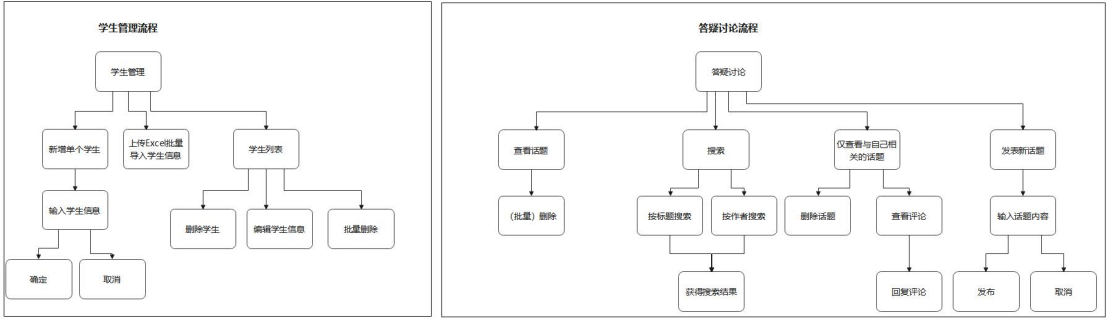 学生管理流程
学生管理
新增单个学生
上传Excel批量
导入学生信息
学生列表
输入学生信息
删除学生
编辑学生信息
批量删除
确定
取消
答疑讨论流程
答疑讨论
查看话题
搜索
仅查看与自己相
关的话题
发表新话题
（批量）删除
按标题搜索
按作者搜索
删除话题
查看评论
输入话题内容
获得搜索结果
回复评论
发布
取消